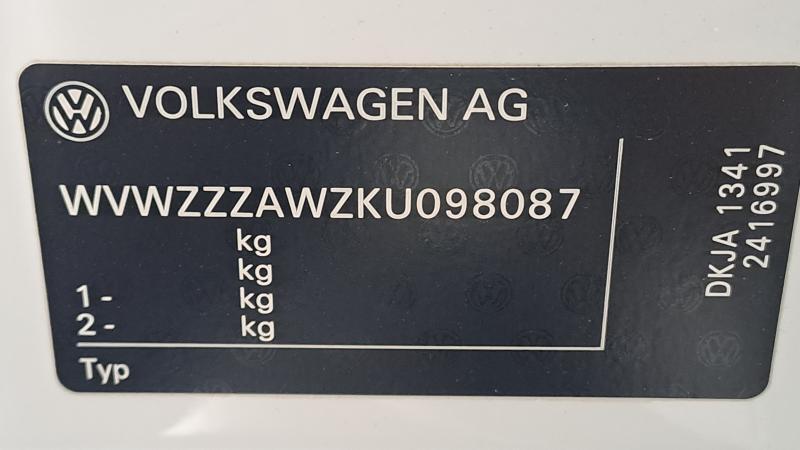 VOLKSWAGEN AG
WVWZZZAWZKU098087
kg
kg
1 - kg
2 - kg
Typ
DKJA 1341
2416997